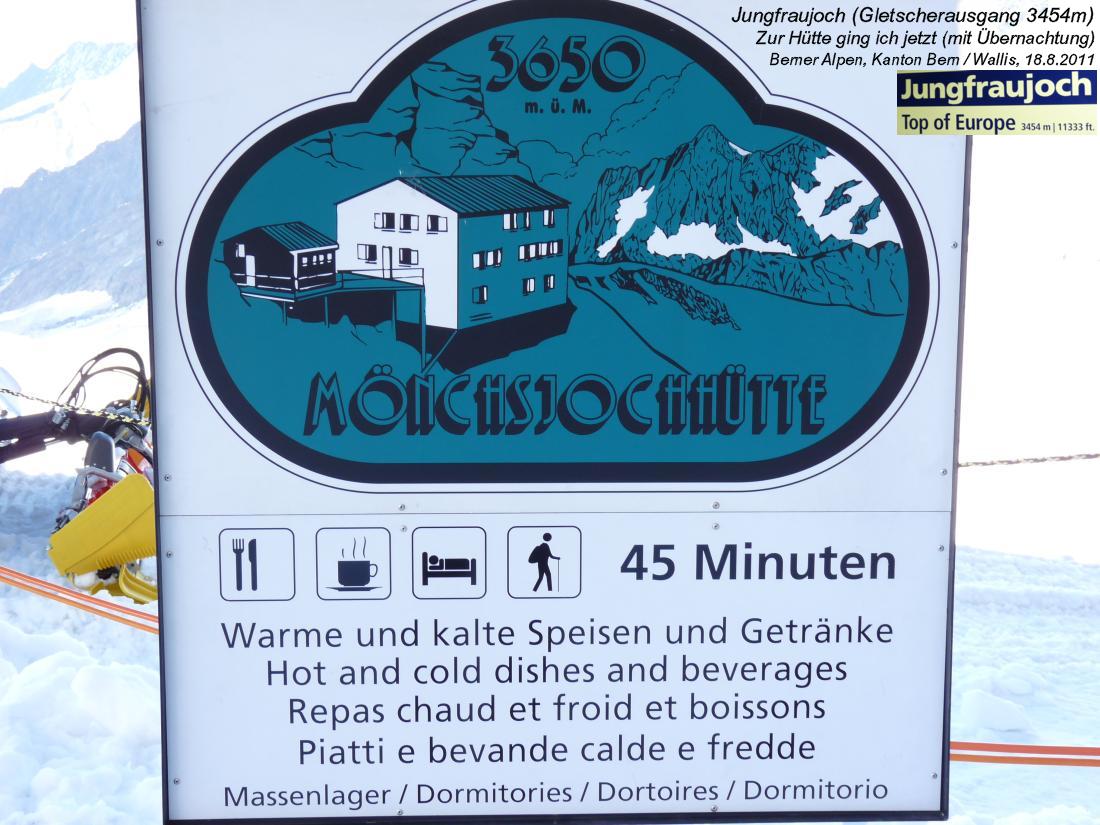 Jungfraujoch (Gletscherausgang 3454m)
Zur Hütte ging ich jetzt (mit Übernachtung)
Berner Alpen, Kanton Bern / Wallis, 18.8.2011
Jungfraujoch
Top of Europe 3454 m | 11333 ft.
3650
m. ü. M.
MÖNCHSJOCHHÜTTE
45 Minuten
Warme und kalte Speisen und Getränke
Hot and cold dishes and beverages
Repas chaud et froid et boissons
Piatti e bevande calde e fredde
Massenlager / Dormitories / Dortoires / Dormitorio